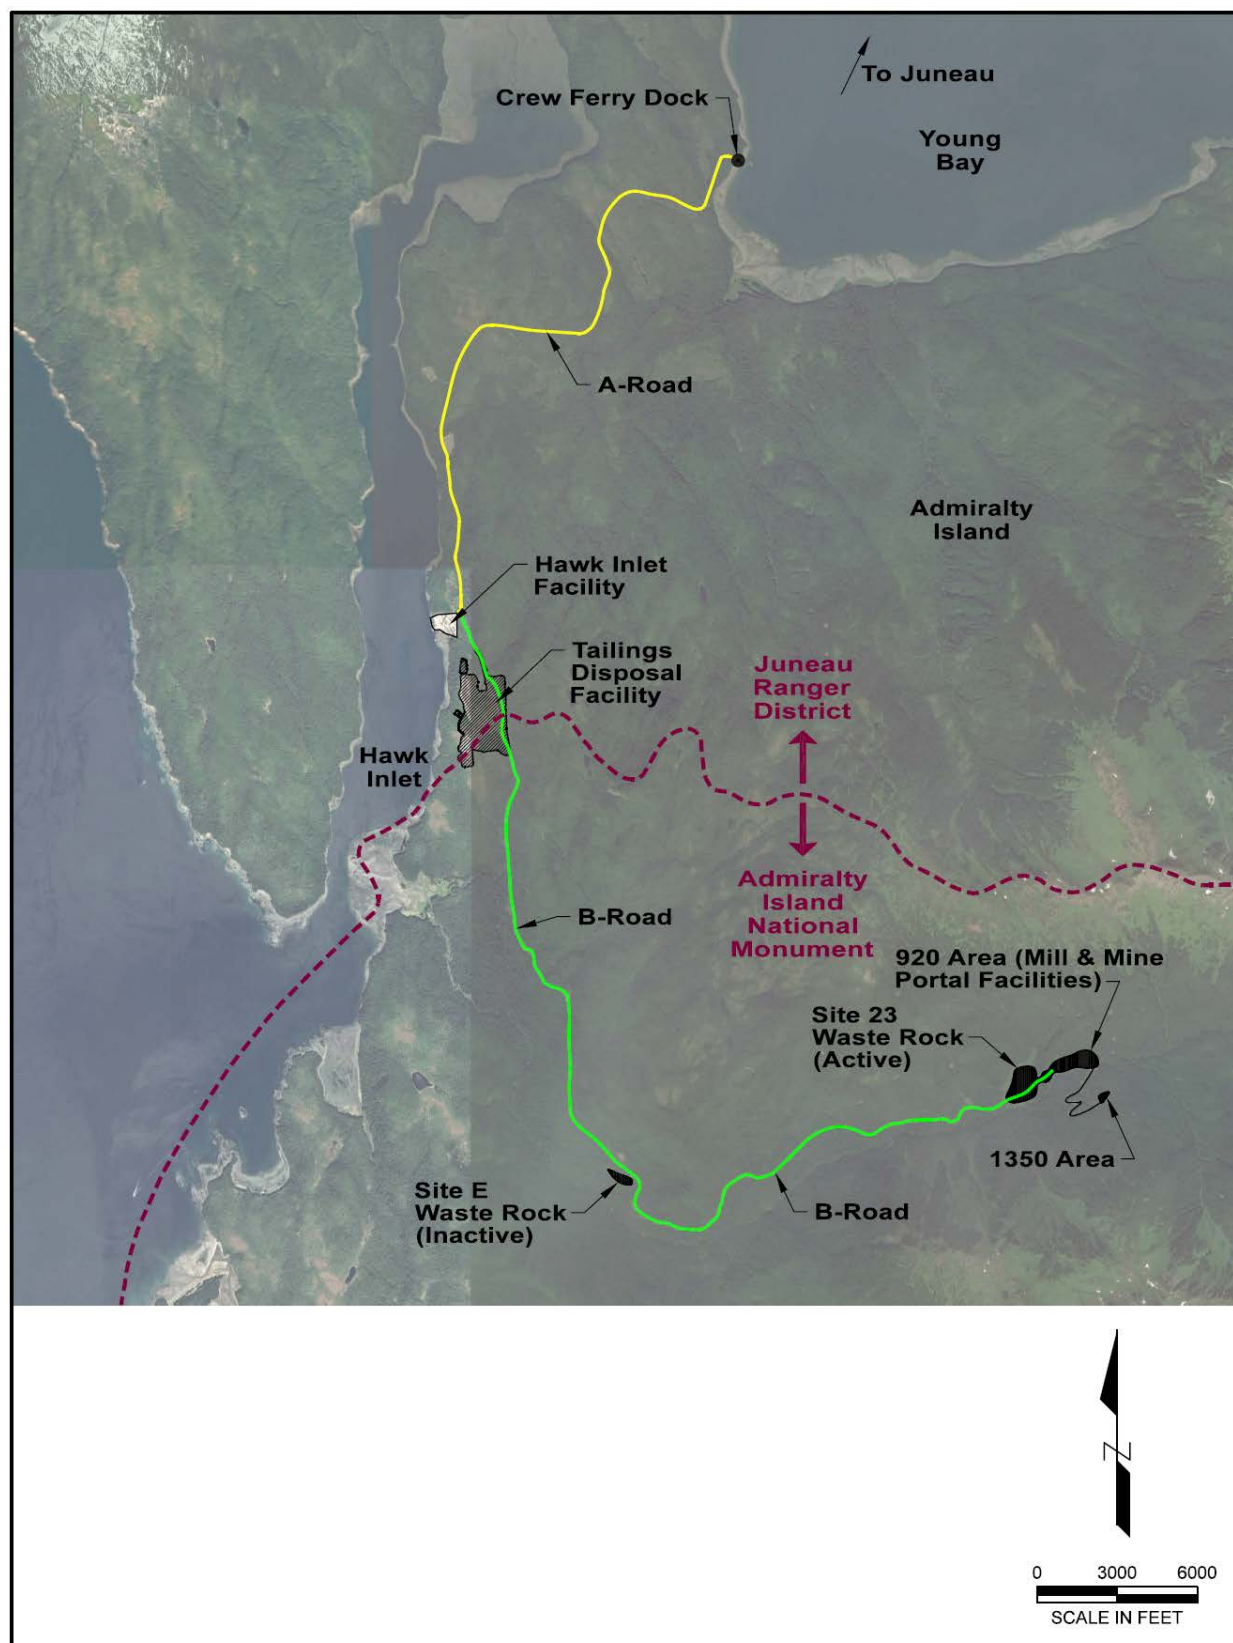 To Juneau
Crew Ferry Dock
Young
Bay
A-Road
Admiralty
Island
Hawk Inlet
Facility
Tailings
Disposal
Facility
Juneau
Ranger
District
Hawk
Inlet
Admiralty
Island
National
Monument
B-Road
920 Area (Mill & Mine
Portal Facilities)
Site 23
Waste Rock
(Active)
1350 Area
Site E
Waste Rock
(Inactive)
B-Road
N
0 3000 6000
SCALE IN FEET